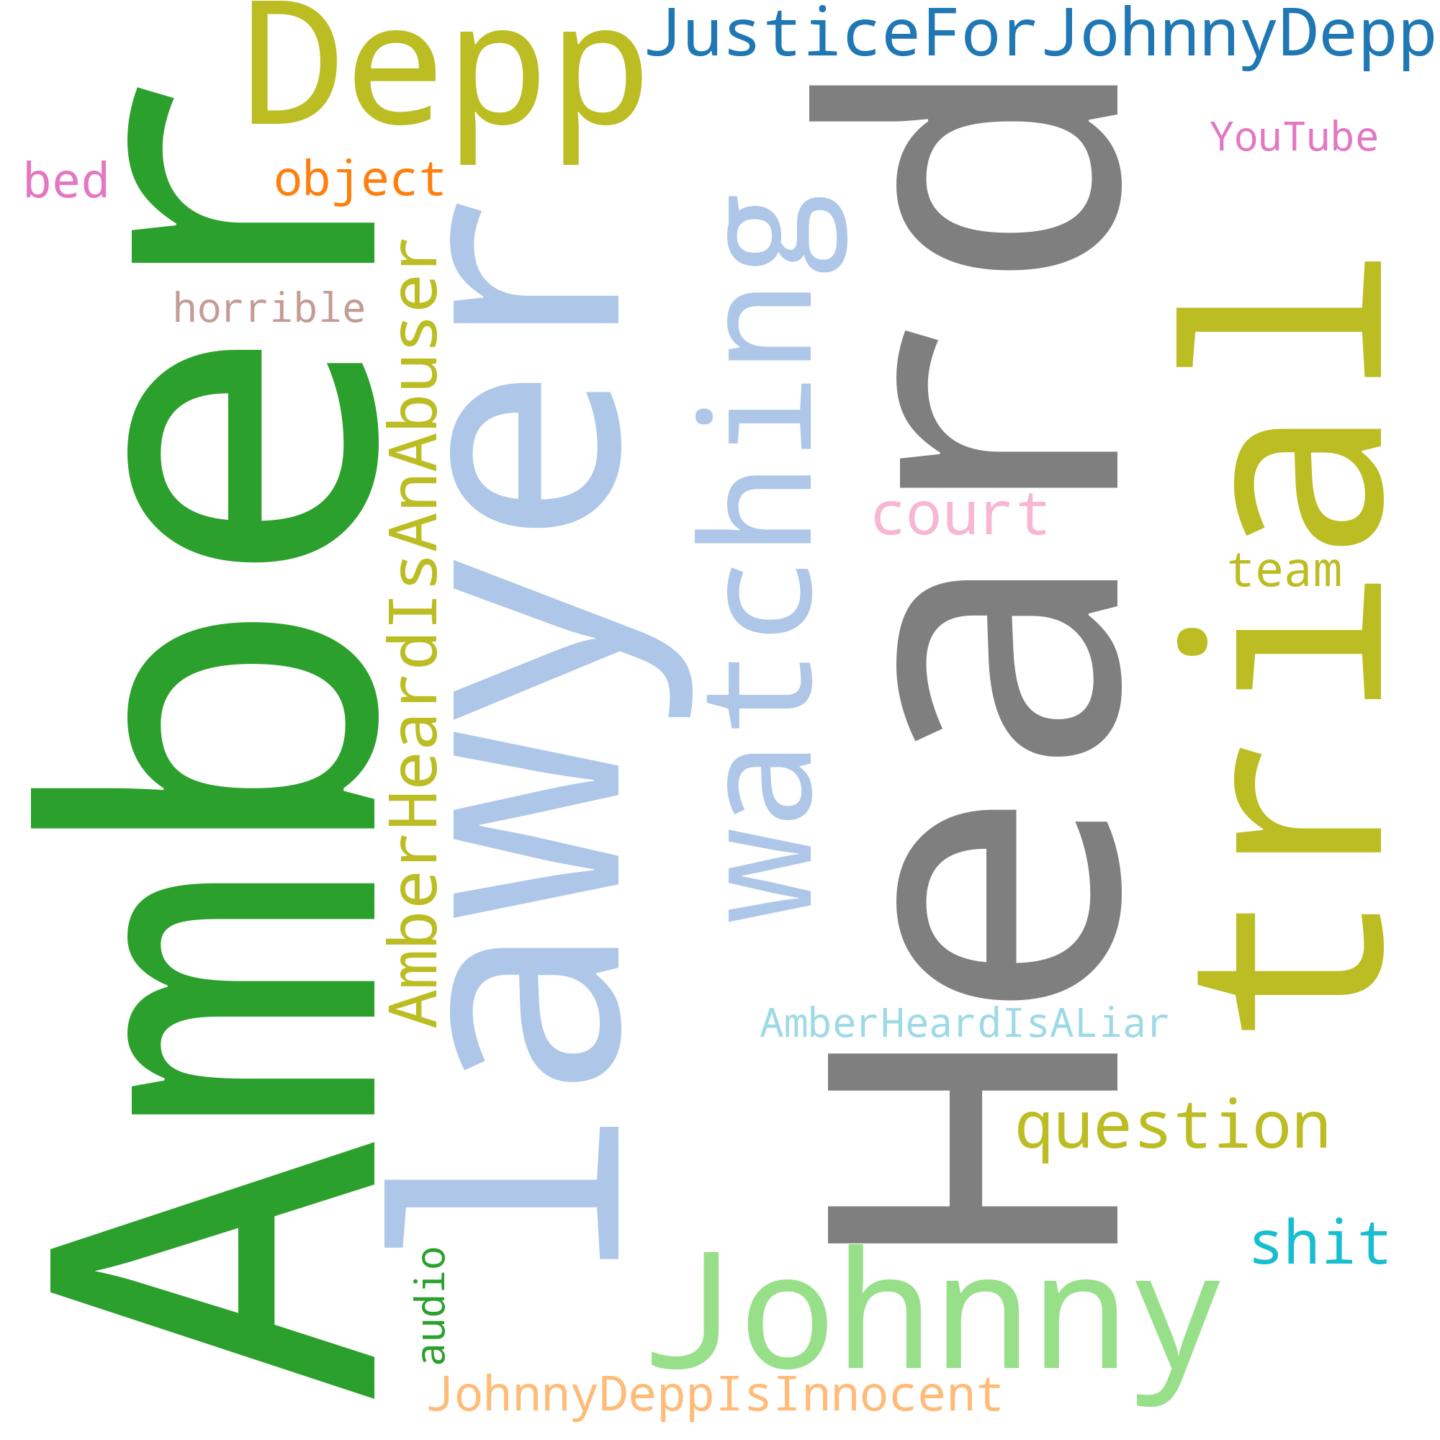 Depp
JusticeForJohnnyDepp
YouTube
bed
object
horrible
Amber
AmberHeardIsAnAbuser
lawyer
watching
Heard
court
trial
team
AmberHeardIsALiar
question
shit
audio
Johnny
JohnnyDeppIsInnocent